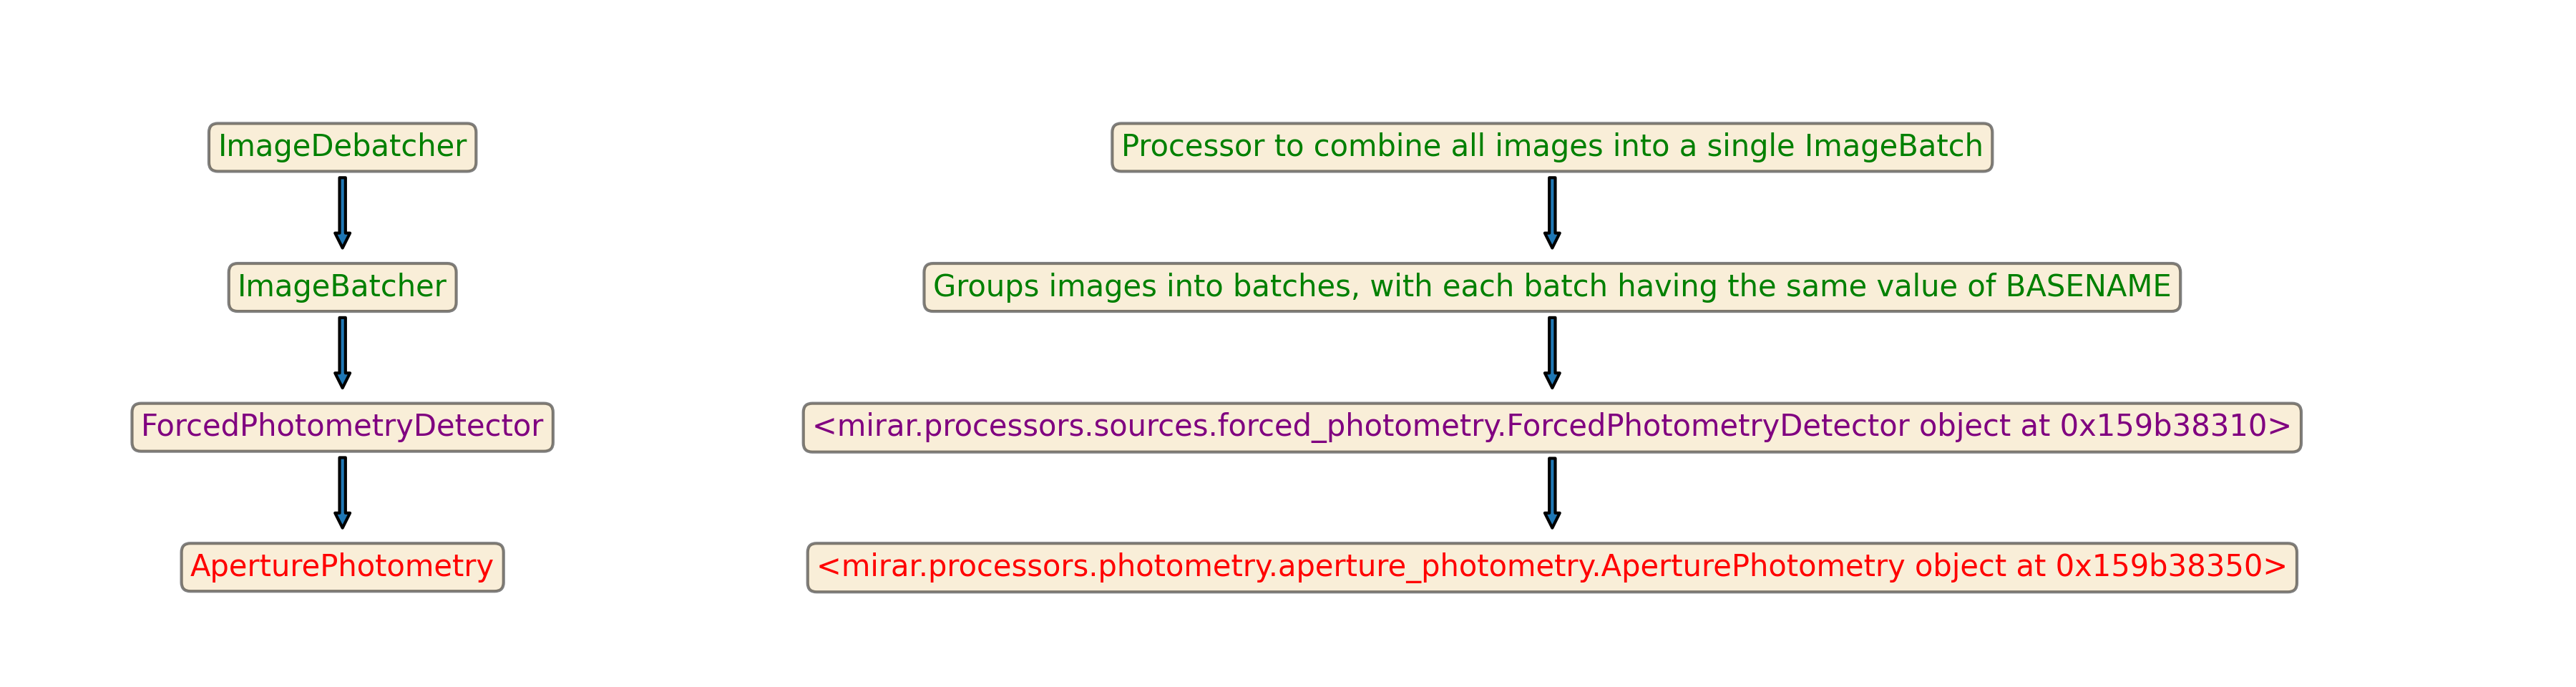 ImageDebatcher
Processor to combine all images into a single ImageBatch
ImageBatcher
Groups images into batches, with each batch having the same value of BASENAME
ForcedPhotometryDetector
<mirar.processors.sources.forced_photometry.ForcedPhotometryDetector object at 0x159b38310>
AperturePhotometry
<mirar.processors.photometry.aperture_photometry.AperturePhotometry object at 0x159b38350>